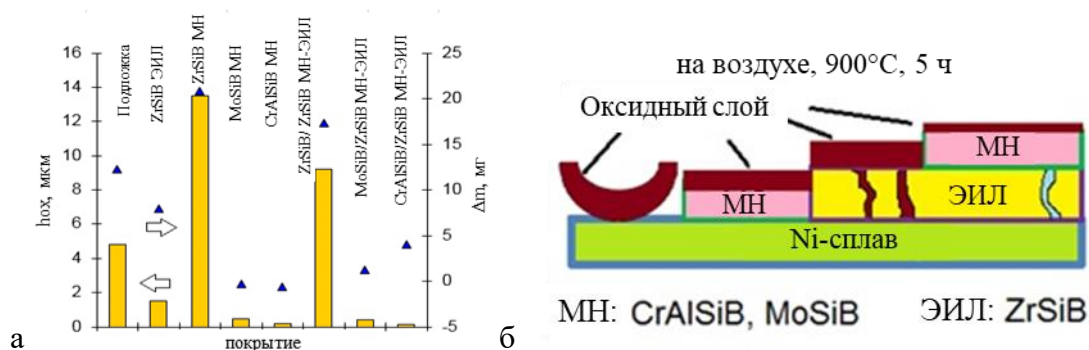 16
14
12
10
8
6
4
2
0
hox, мкм
Подложка
ZrSiB ЭИЛ
ZrSiB МН
MoSiB МН
CrAlSiB МН
ZrSiB/ ZrSiB МН-ЭИЛ
MoSiB/ZrSiB МН-ЭИЛ
CrAlSiB/ZrSiB МН-ЭИЛ
25
20
15
10
5
0
-5
Δm, мг
покрытие
а
на воздухе, 900°C, 5 ч
Оксидный слой
МН
МН
ЭИЛ
Ni-сплав
МН: CrAlSiB, MoSiB ЭИЛ: ZrSiB
б